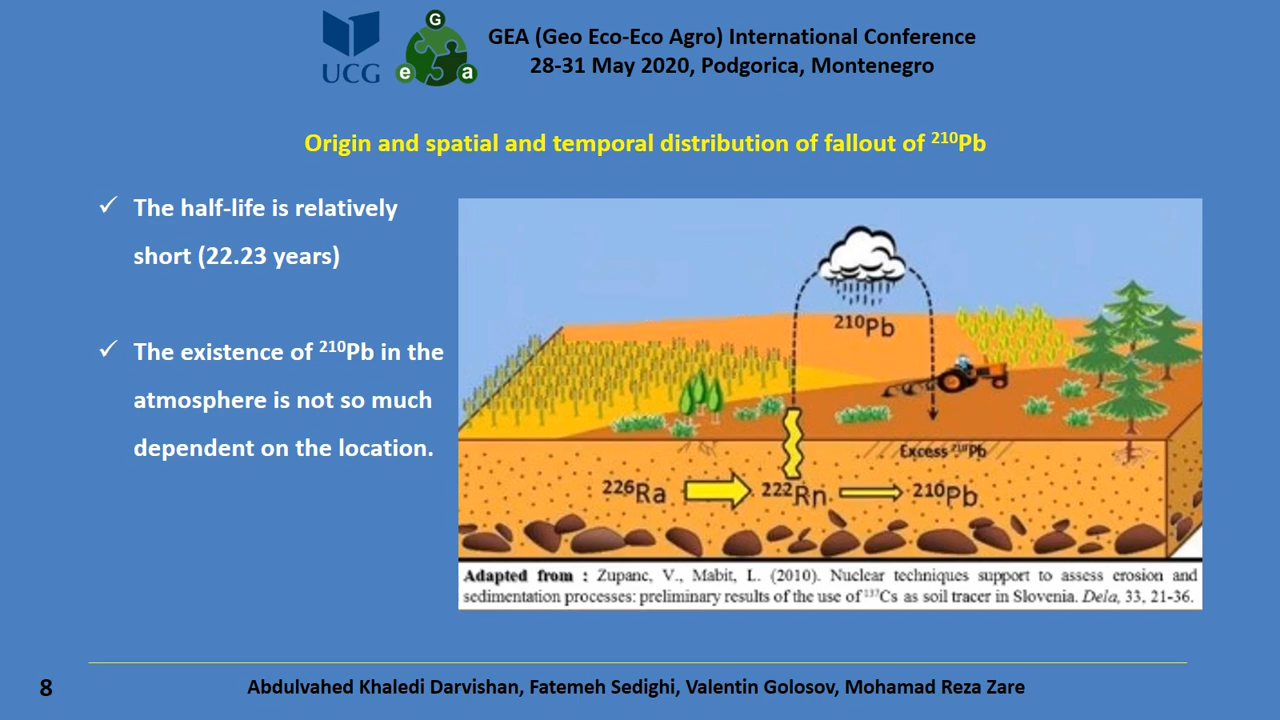 UCG
G
e
a
GEA (Geo Eco-Eco Agro) International Conference
28-31 May 2020, Podgorica, Montenegro
Origin and spatial and temporal distribution of fallout of ²¹⁰Pb
✓ The half-life is relatively
short (22.23 years)
✓ The existence of ²¹⁰Pb in the
atmosphere is not so much
dependent on the location.
²¹⁰Pb
Excess ²¹⁰Pb
²²⁶Ra
²²²Rn
²¹⁰Pb
Adapted from : Zupanc, V., Mabit, L. (2010). Nuclear techniques support to assess erosion and
sedimentation processes: preliminary results of the use of ¹³⁷Cs as soil tracer in Slovenia. Dela, 33, 21-36.
8
Abdulvahed Khaledi Darvishan, Fatemeh Sedighi, Valentin Golosov, Mohamad Reza Zare